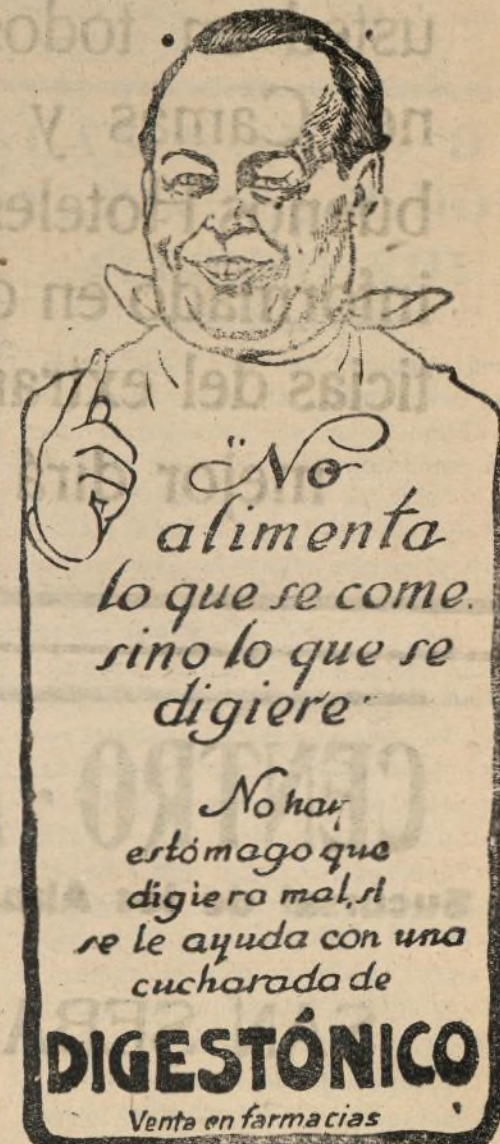 "No
alimenta
lo que se come.
sino lo que se
digiere"
No hay
estómago que
digiera mal, si
se le ayuda con una
cucharada de
DIGESTÓNICO
Venta en farmacias